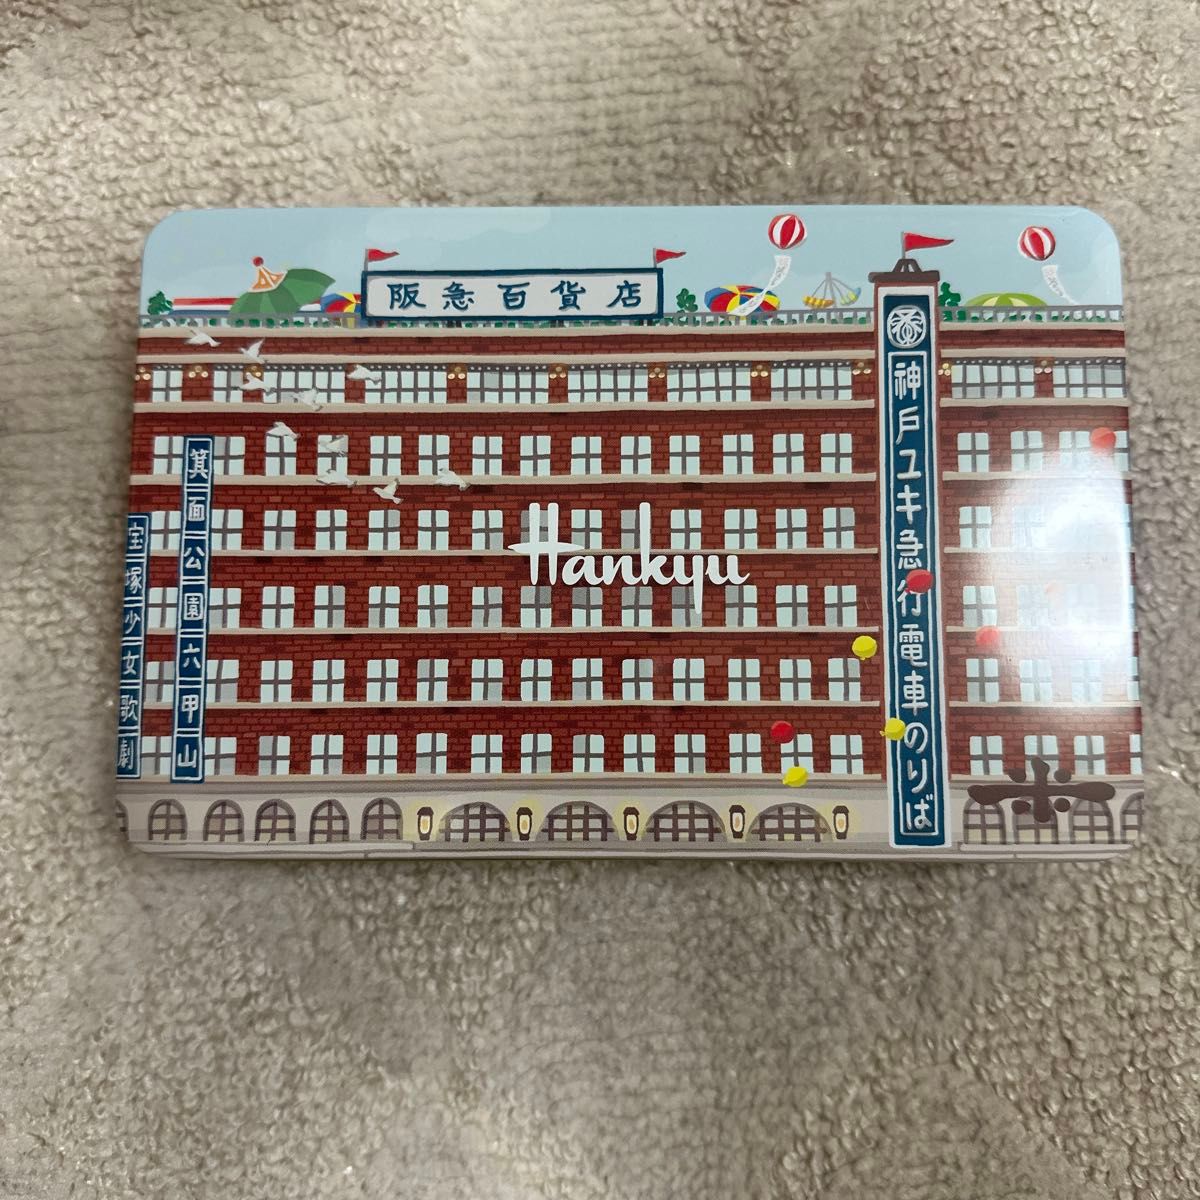 阪急百貨店
神戸ユキ急行電車のりば
箕面公園六甲山
宝塚少女歌劇
Hankyu